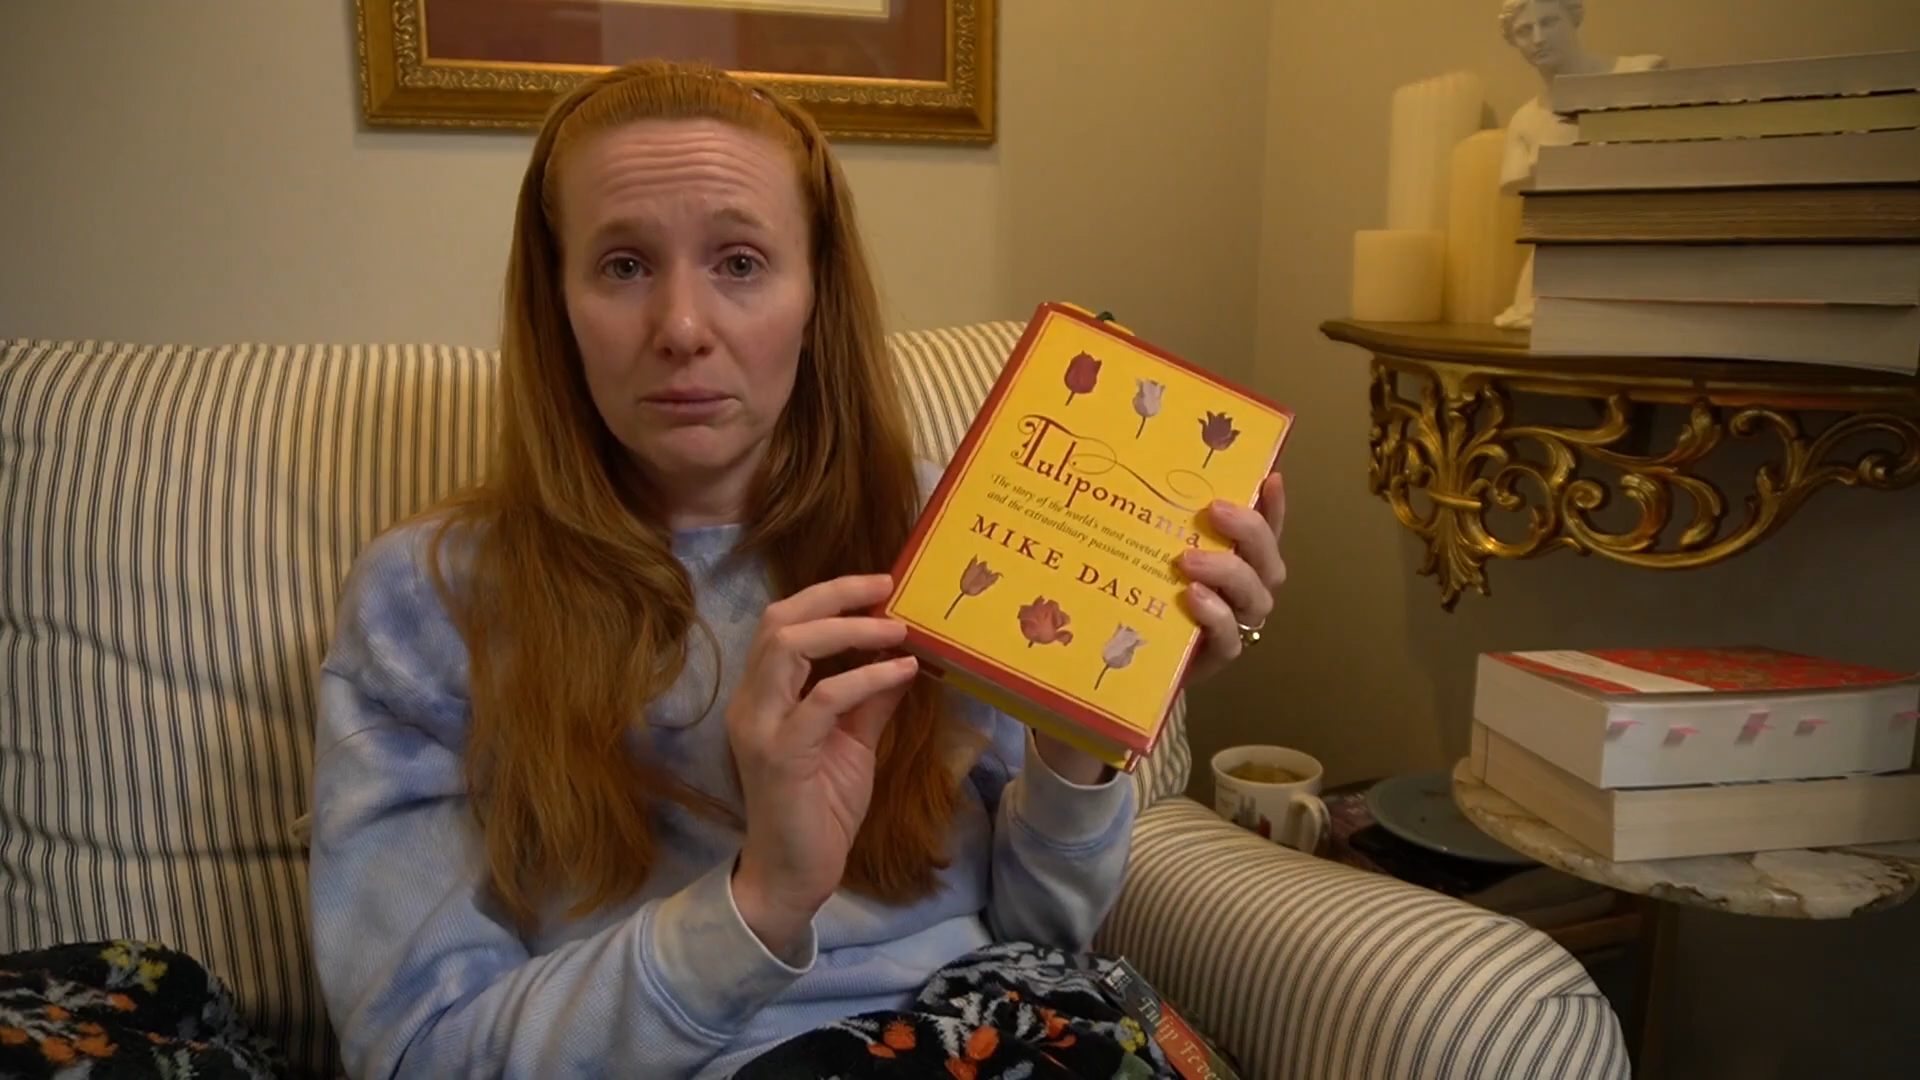 Tulipomania
The story of the world's most coveted
and the extraordinary passions it aroused
MIKE DASH
Tulip Fever